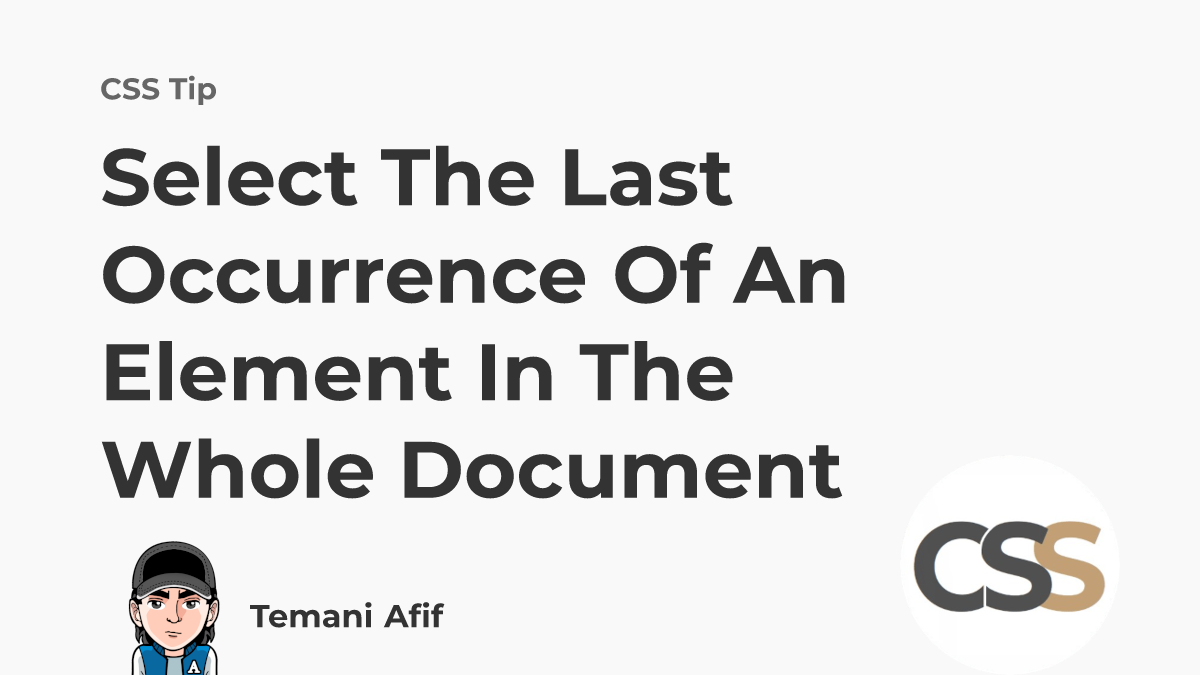 CSS Tip
Select The Last
Occurrence Of An
Element In The
Whole Document
Temani Afif
A
CSS